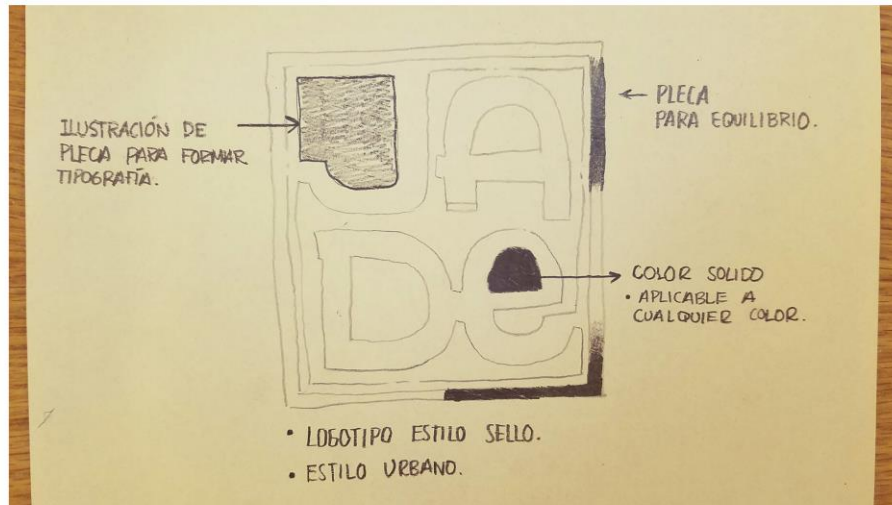 JA
De
ILUSTRACIÓN DE
PLECA PARA FORMAR
TIPOGRAFÍA.
← PLECA
PARA EQUILIBRIO.
COLOR SOLIDO
• APLICABLE A
CUALQUIER COLOR.
• LOGOTIPO ESTILO SELLO.
• ESTILO URBANO.